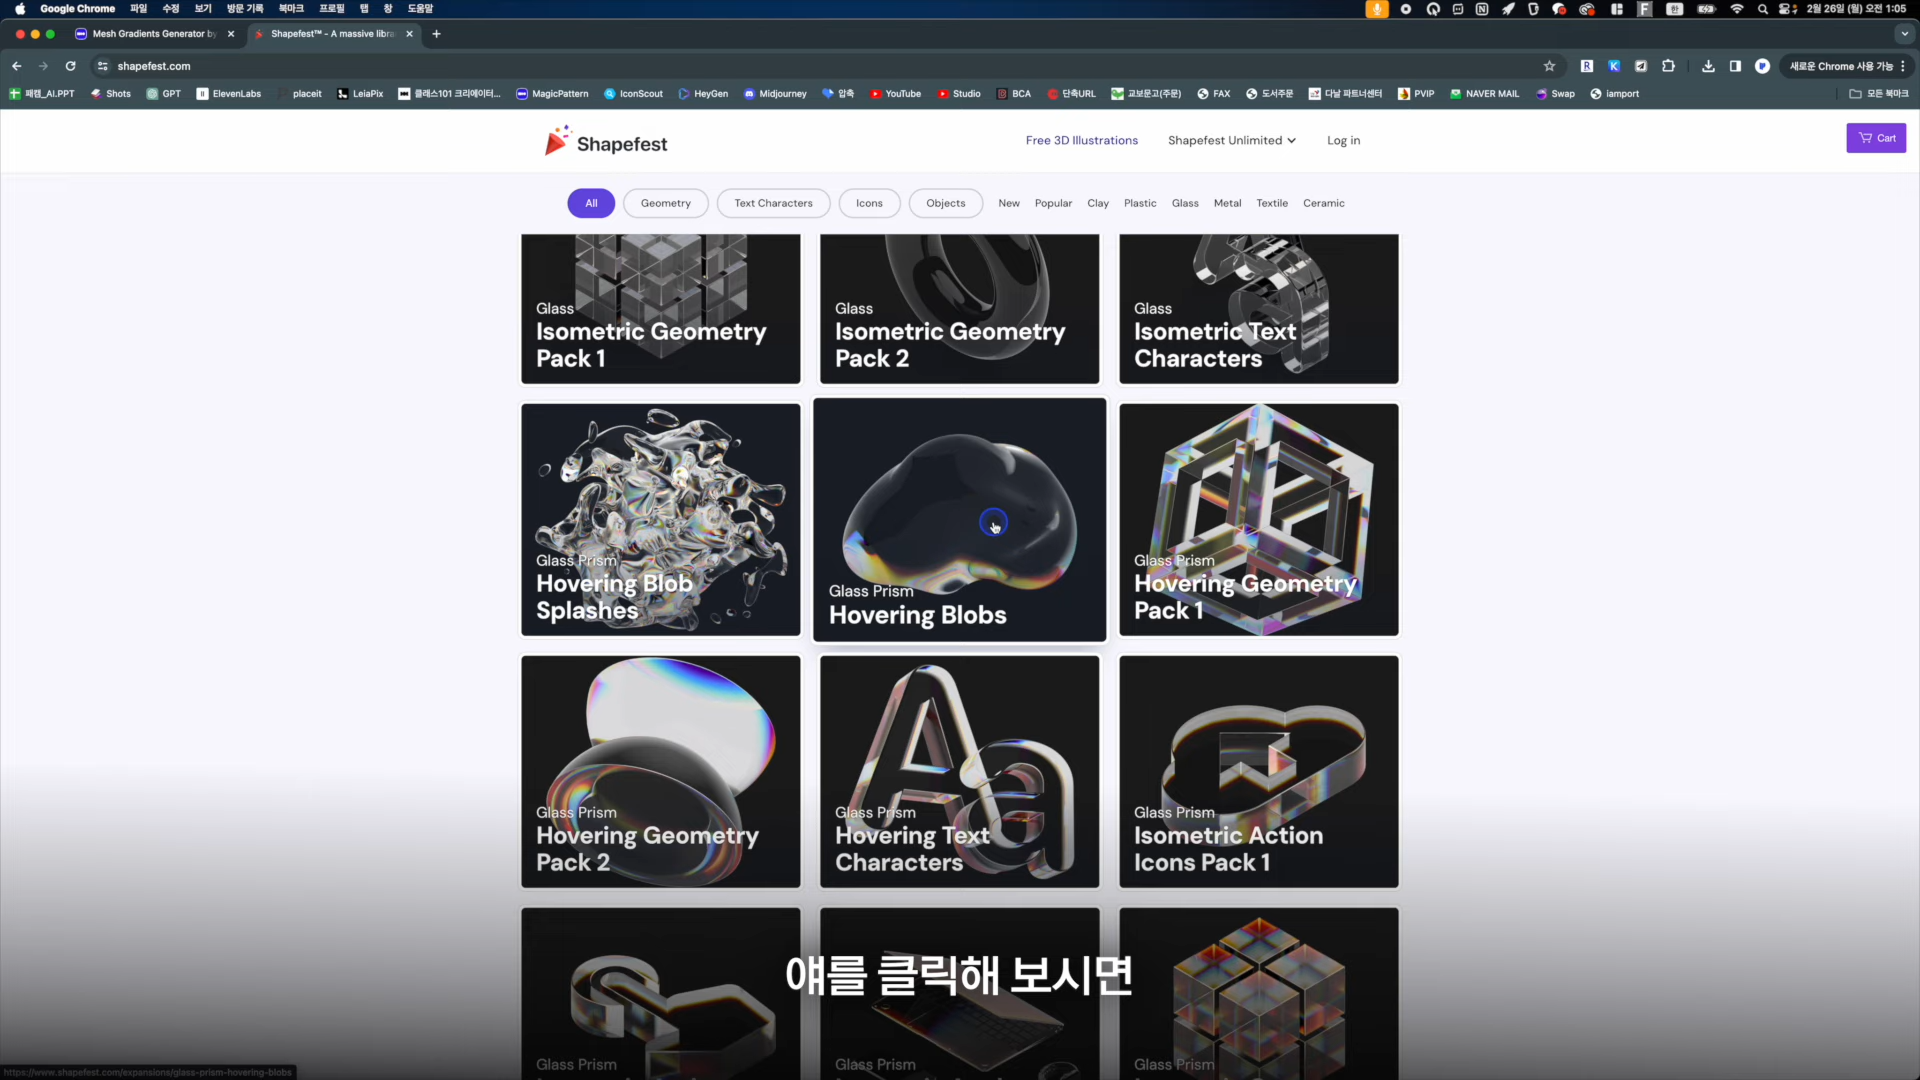 Google Chrome 파일 수정 보기 방문 기록 북마크 프로필 탭 창 도움말
2월 26일 (월) 오전 1:05
Mesh Gradients Generator by
Shapefest™ - A massive libra
shapefest.com
새로운 Chrome 사용 가능
패캠_AI.PPT Shots GPT ElevenLabs placeit LeiaPix 클래스101 크리에이터... MagicPattern IconScout HeyGen Midjourney 압축 YouTube Studio BCA 단축URL 교보문고(주문) FAX 도서주문 다날 파트너센터 PVIP NAVER MAIL Swap iamport 모든 북마크
Shapefest
Free 3D Illustrations Shapefest Unlimited Log in
Cart
All Geometry Text Characters Icons Objects New Popular Clay Plastic Glass Metal Textile Ceramic
Glass
Isometric Geometry
Pack 1
Glass
Isometric Geometry
Pack 2
Glass
Isometric Text
Characters
Glass Prism
Hovering Blob
Splashes
Glass Prism
Hovering Blobs
Glass Prism
Hovering Geometry
Pack 1
Glass Prism
Hovering Geometry
Pack 2
Glass Prism
Hovering Text
Characters
Glass Prism
Isometric Action
Icons Pack 1
얘를 클릭해 보시면
Glass Prism
Glass Prism
Glass Prism
https://www.shapefest.com/expansions/glass-prism-hovering-blobs